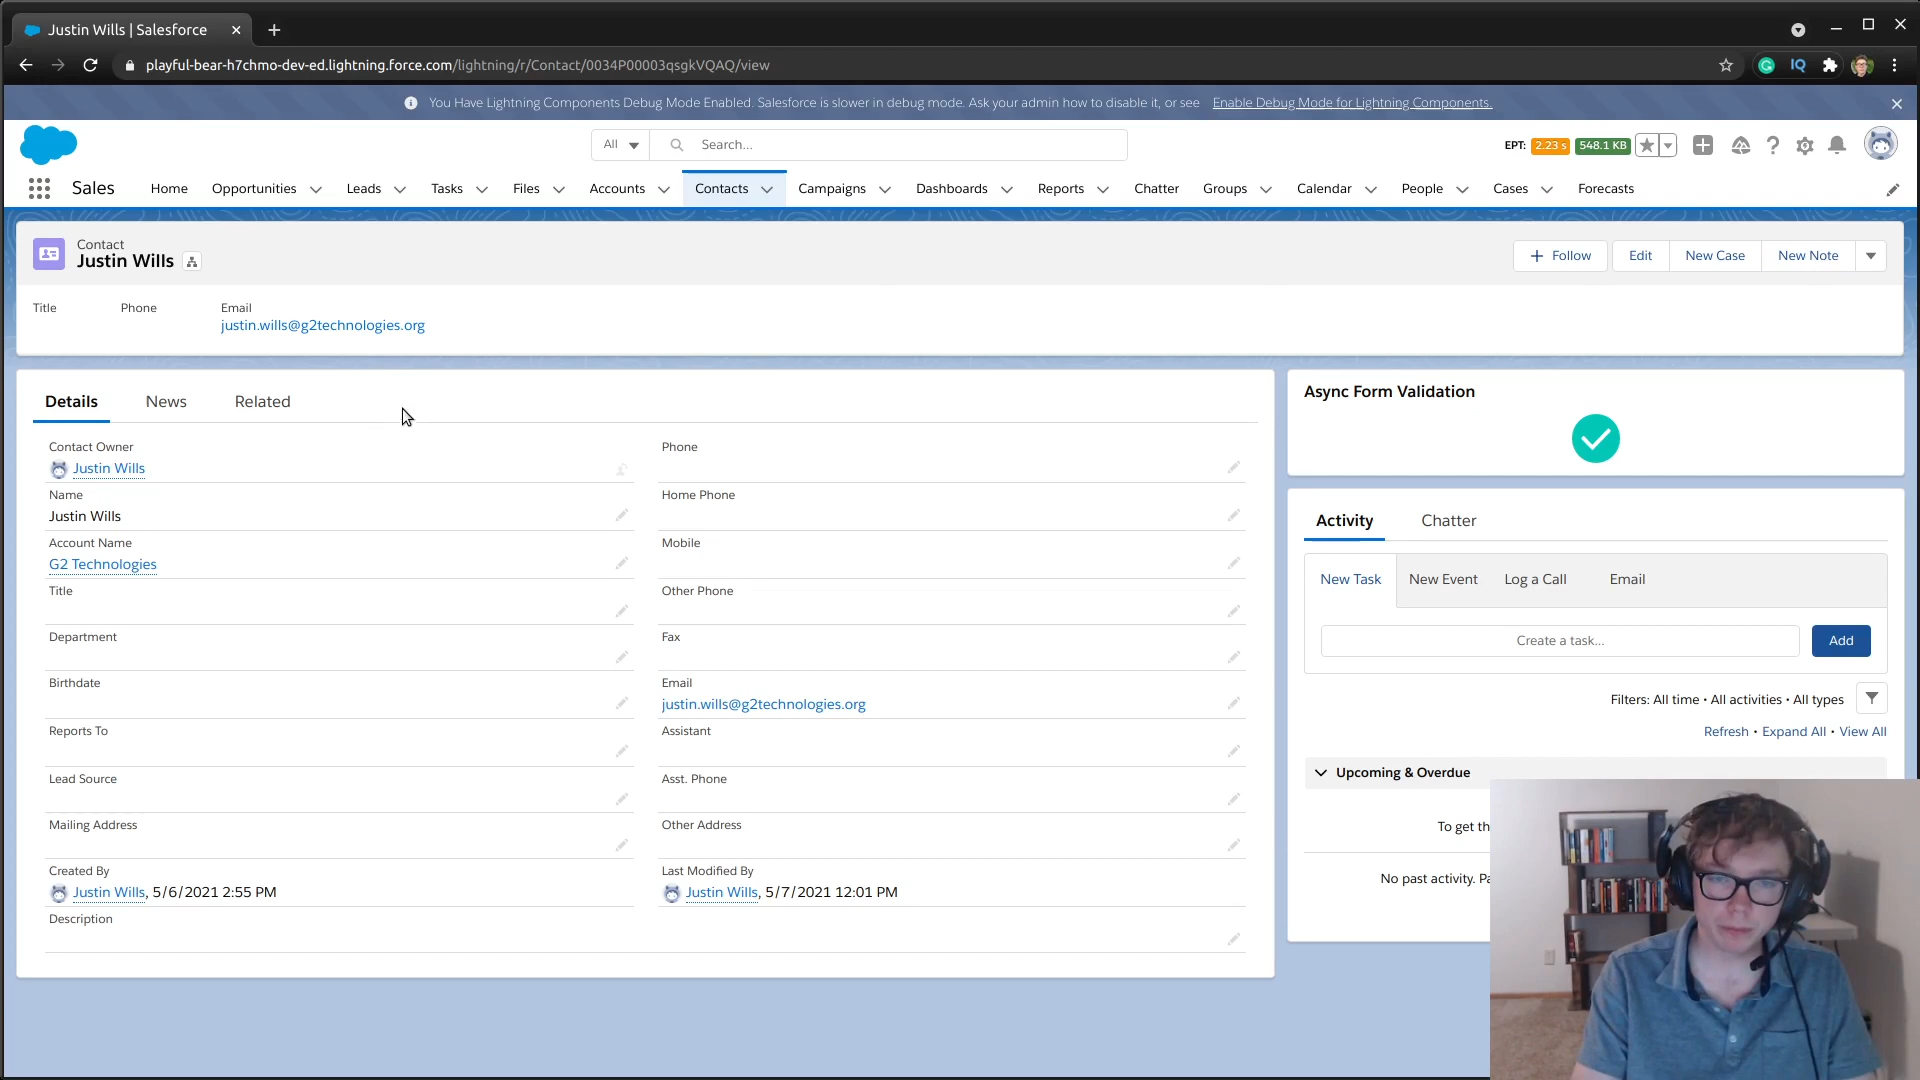 Justin Wills | Salesforce
playful-bear-h7chmo-dev-ed.lightning.force.com/lightning/r/Contact/0034P00003qsgkVQAQ/view
IQ
You Have Lightning Components Debug Mode Enabled. Salesforce is slower in debug mode. Ask your admin how to disable it, or see Enable Debug Mode for Lightning Components.
All Search...
EPT: 2.23 s 548.1 KB
Sales Home Opportunities Leads Tasks Files Accounts Contacts Campaigns Dashboards Reports Chatter Groups Calendar People Cases Forecasts
Contact
Justin Wills
+ Follow Edit New Case New Note
Title Phone Email
justin.wills@g2technologies.org
Details News Related
Contact Owner
Justin Wills
Name
Justin Wills
Account Name
G2 Technologies
Title
Department
Birthdate
Reports To
Lead Source
Mailing Address
Created By
Justin Wills, 5/6/2021 2:55 PM
Description
Phone
Home Phone
Mobile
Other Phone
Fax
Email
justin.wills@g2technologies.org
Assistant
Asst. Phone
Other Address
Last Modified By
Justin Wills, 5/7/2021 12:01 PM
Async Form Validation
Activity Chatter
New Task New Event Log a Call Email
Create a task... Add
Filters: All time • All activities • All types
Refresh • Expand All • View All
Upcoming & Overdue
To get th
No past activity. Pa